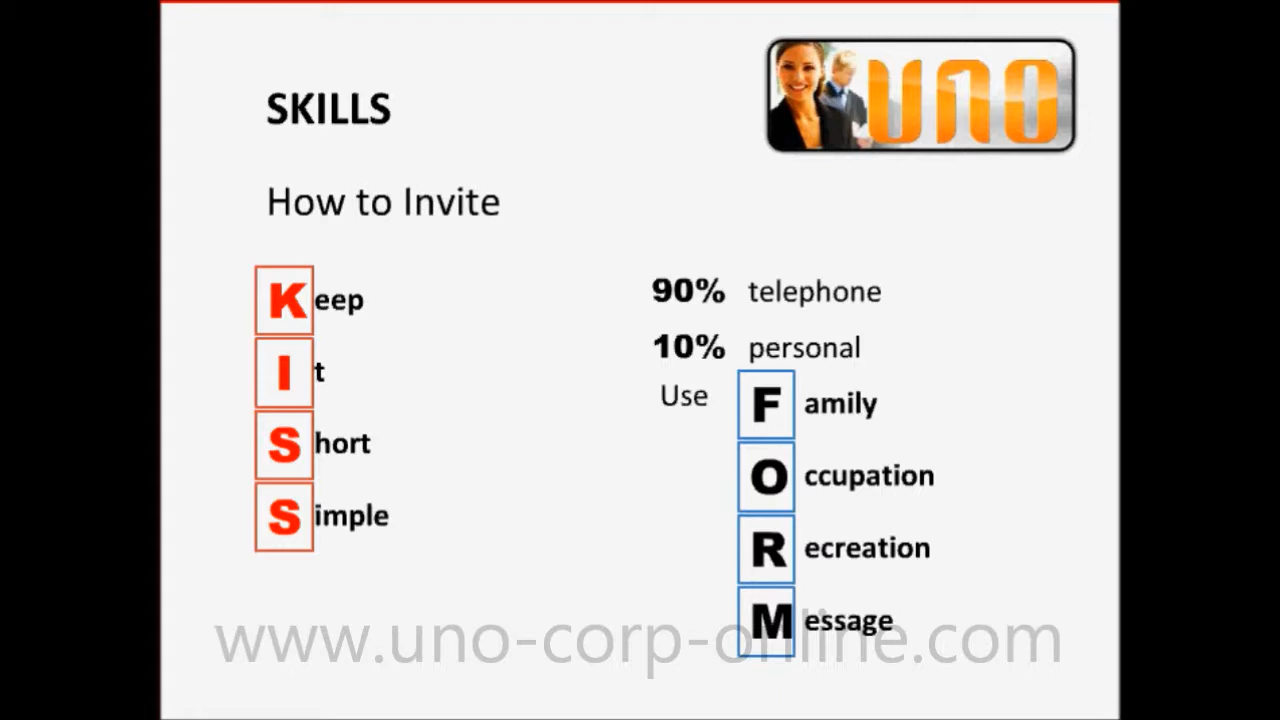 UNO
SKILLS
How to Invite
Keep
It
Short
Simple
90% telephone
10% personal
Use Family
Occupation
Recreation
Message
www.uno-corp-online.com